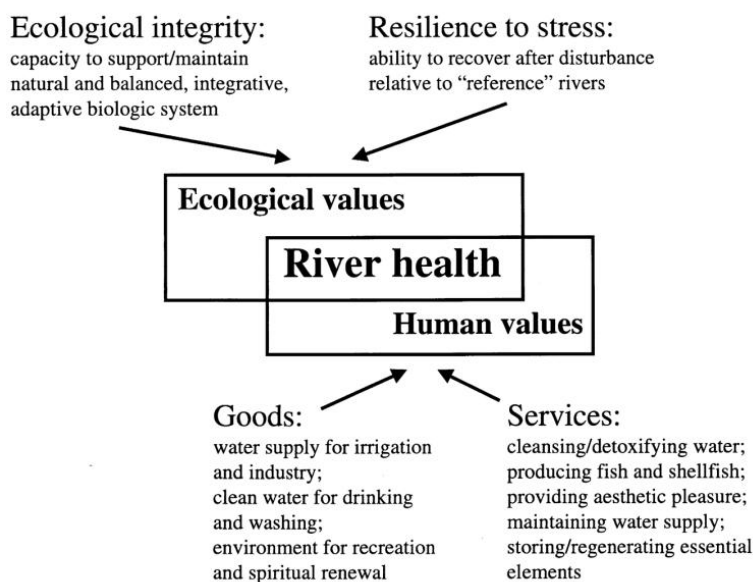 Ecological integrity:
capacity to support/maintain
natural and balanced, integrative,
adaptive biologic system
Resilience to stress:
ability to recover after disturbance
relative to “reference” rivers
Ecological values
River health
Human values
Goods:
water supply for irrigation
and industry;
clean water for drinking
and washing;
environment for recreation
and spiritual renewal
Services:
cleansing/detoxifying water;
producing fish and shellfish;
providing aesthetic pleasure;
maintaining water supply;
storing/regenerating essential
elements